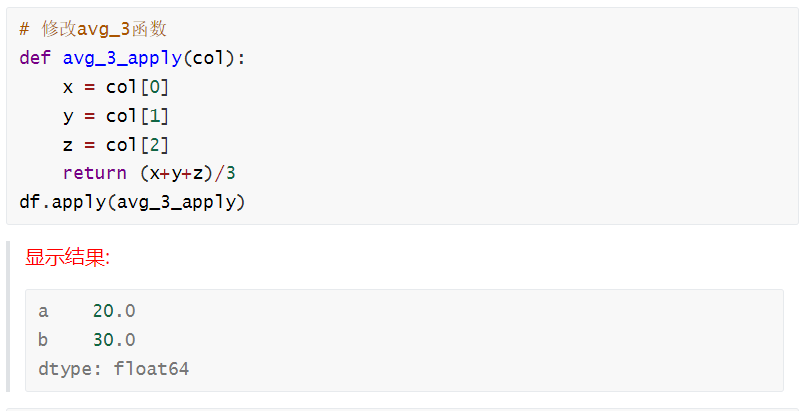 # 修改avg_3函数
def avg_3_apply(col):
    x = col[0]
    y = col[1]
    z = col[2]
    return (x+y+z)/3
df.apply(avg_3_apply)
显示结果:
a    20.0
b    30.0
dtype: float64